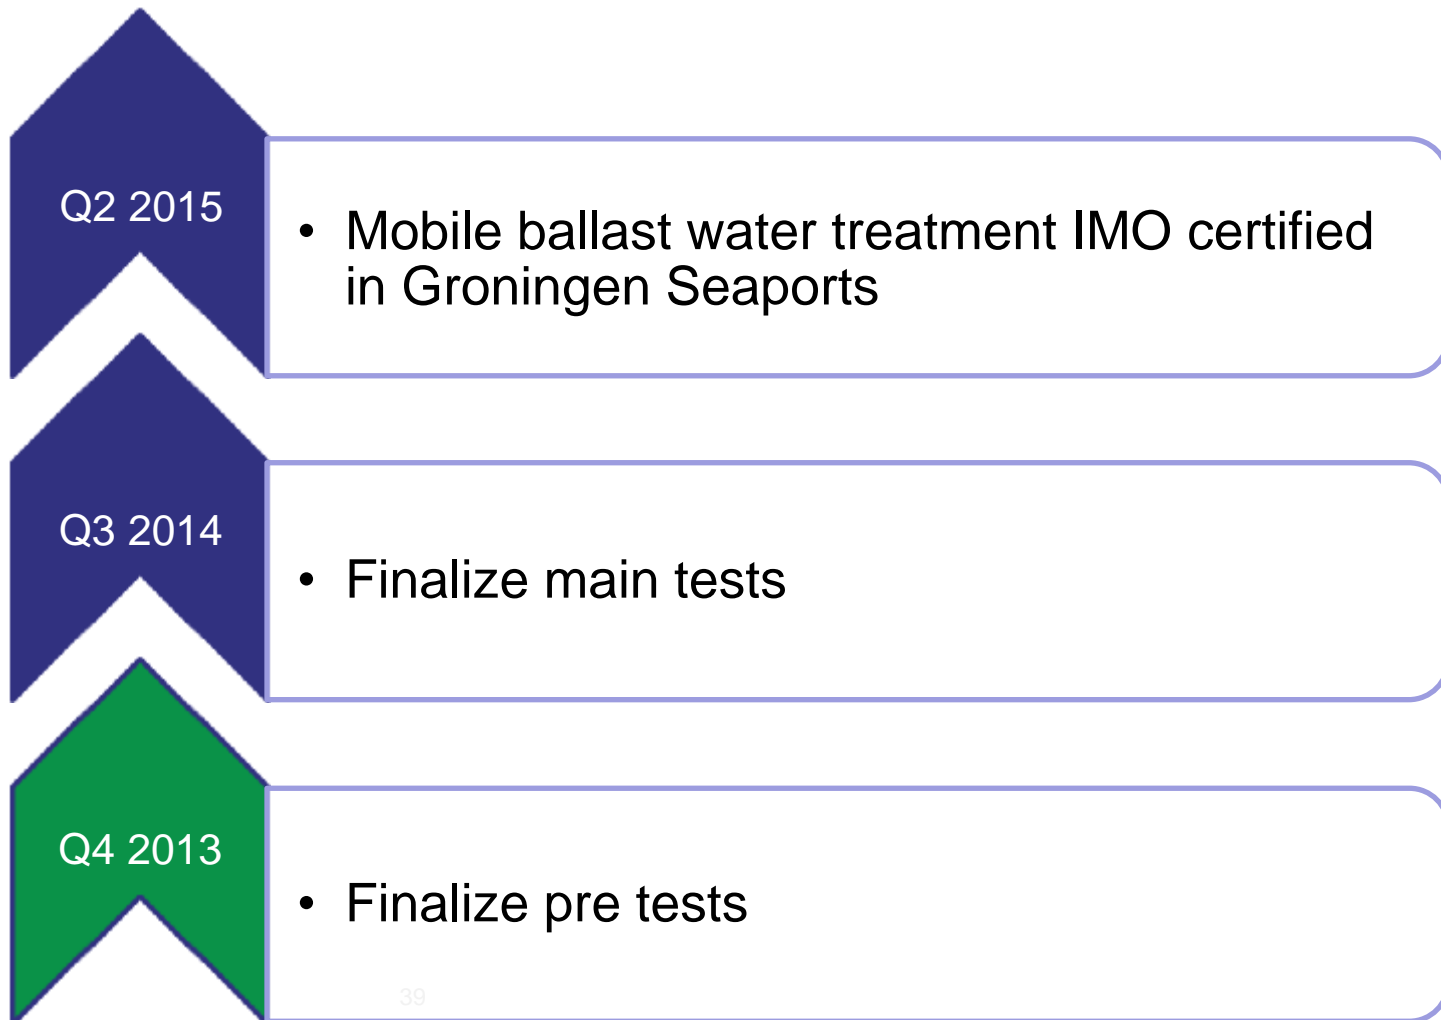 Q2 2015
• Mobile ballast water treatment IMO certified
in Groningen Seaports
Q3 2014
• Finalize main tests
Q4 2013
• Finalize pre tests
39